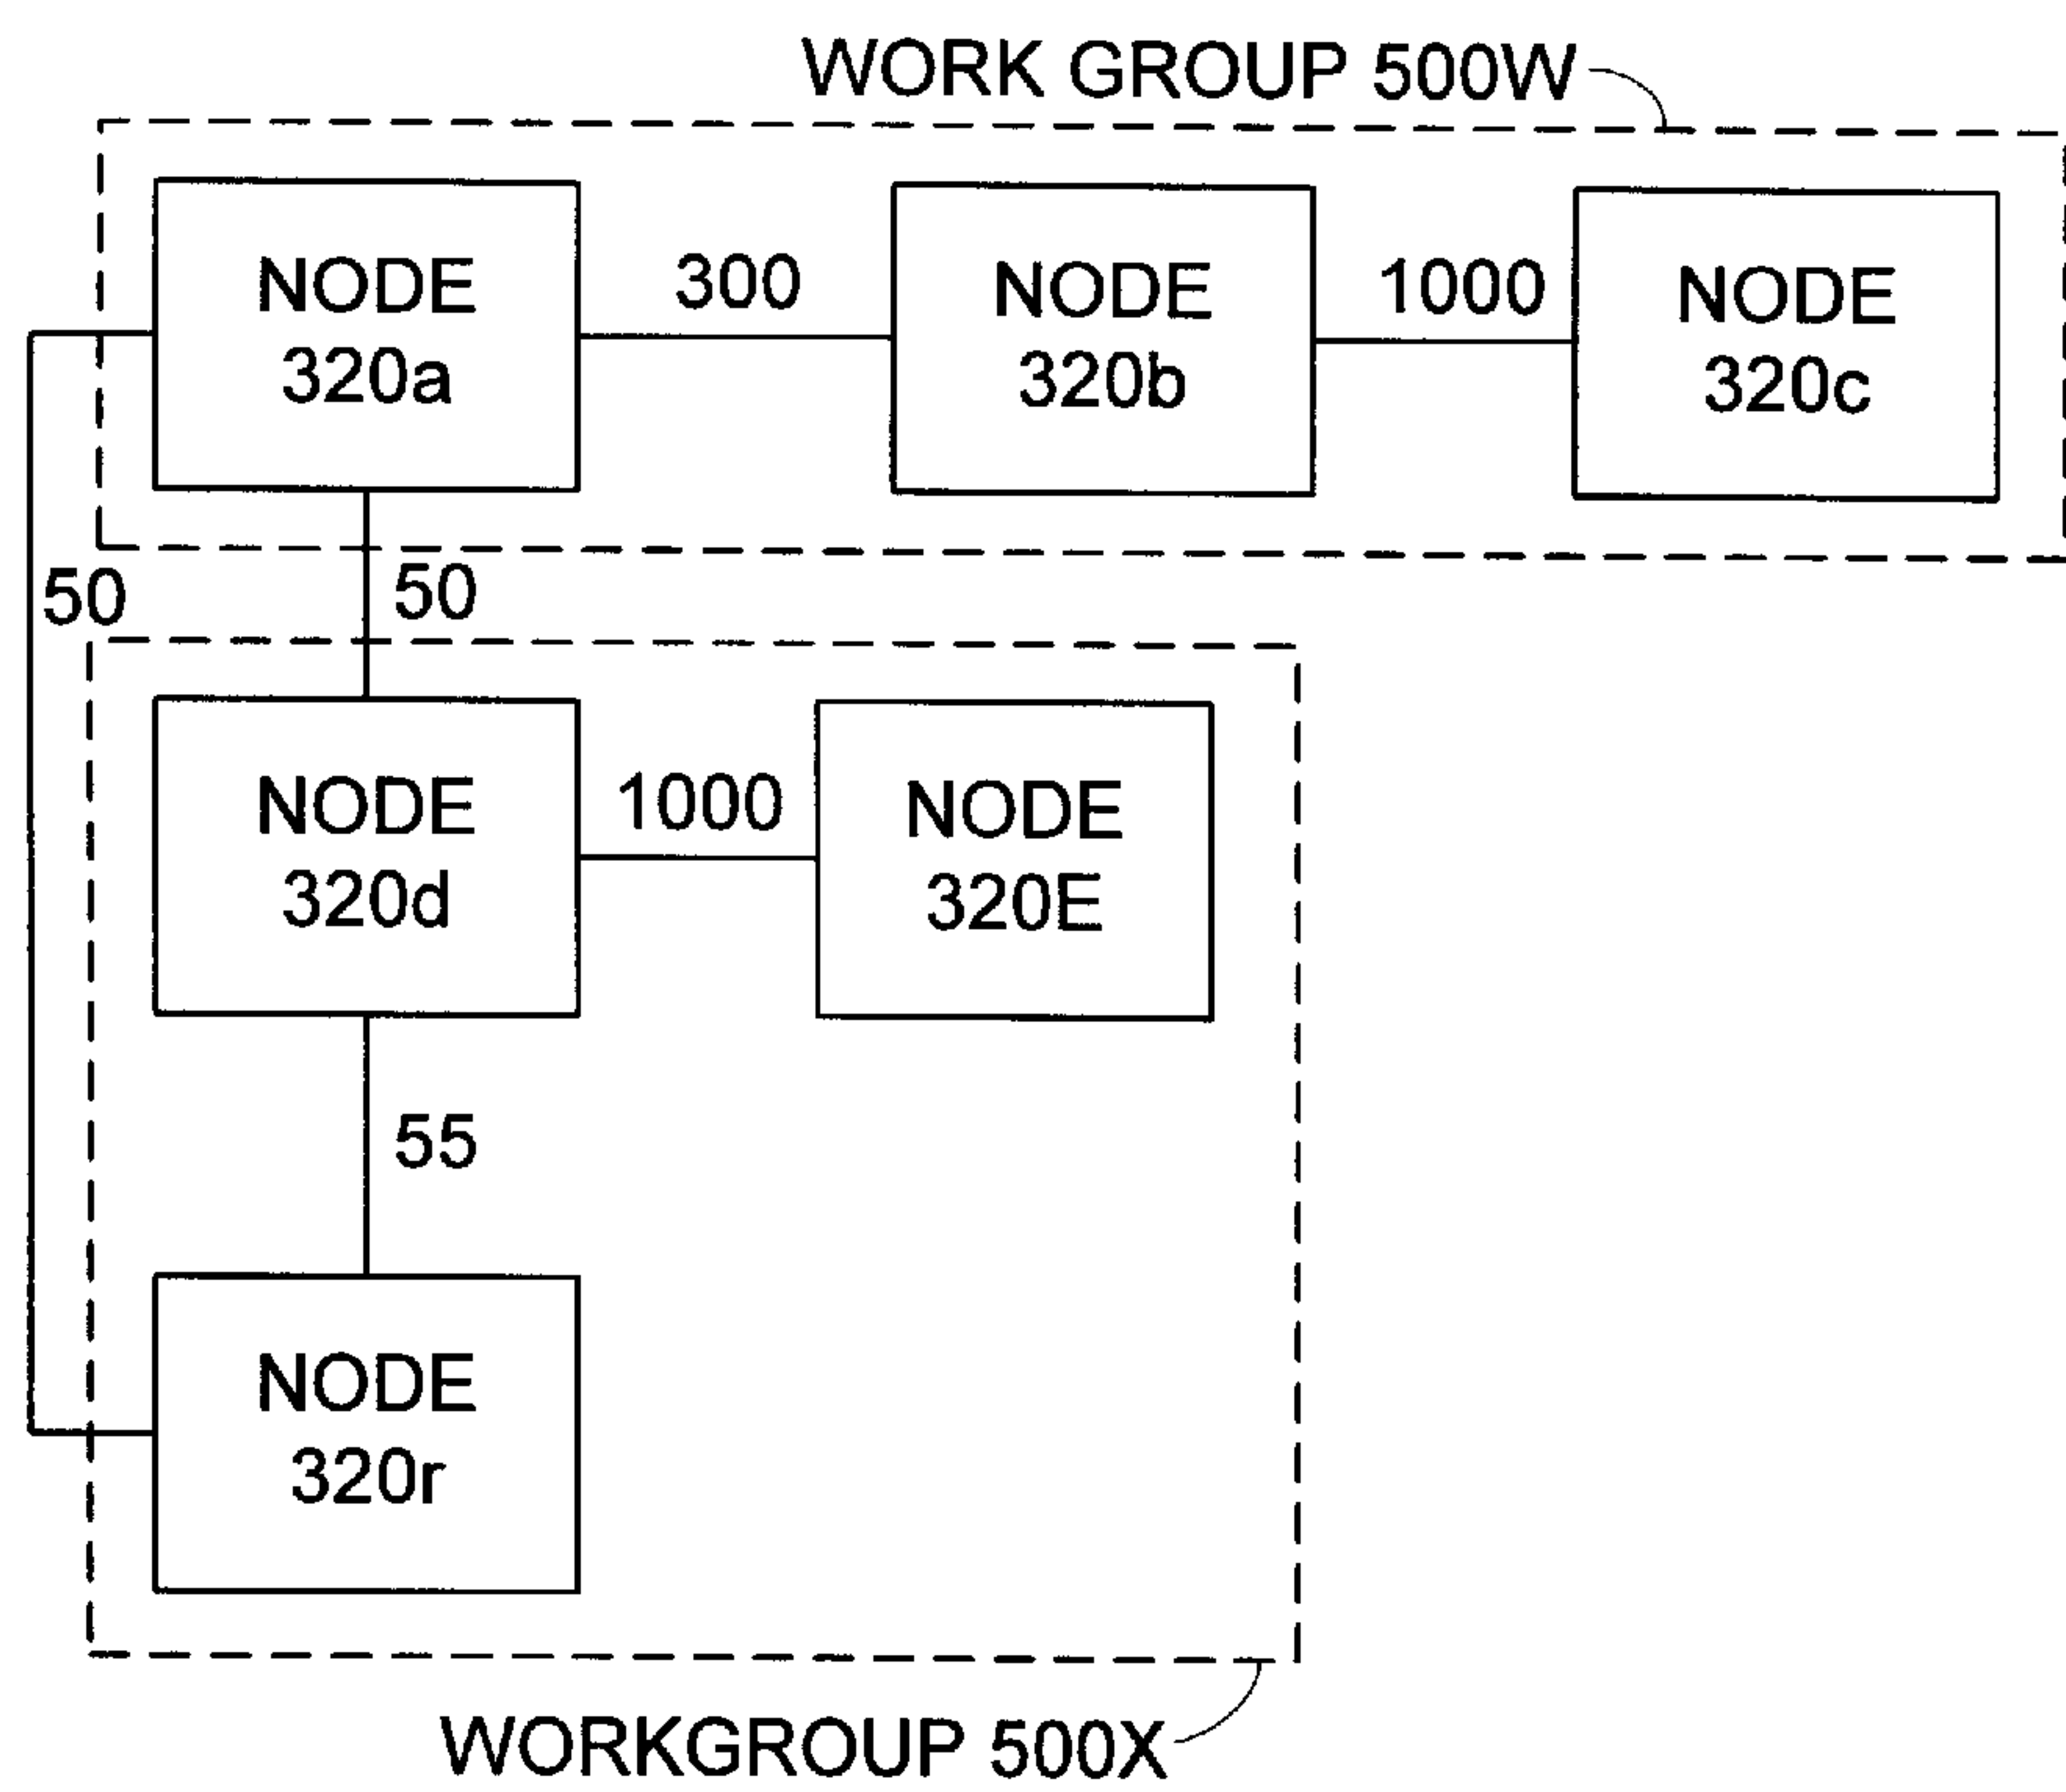 WORK GROUP 500W
NODE
320a
300
NODE
320b
1000
NODE
320c
50
50
NODE
320d
1000
NODE
320E
55
NODE
320r
WORKGROUP 500X